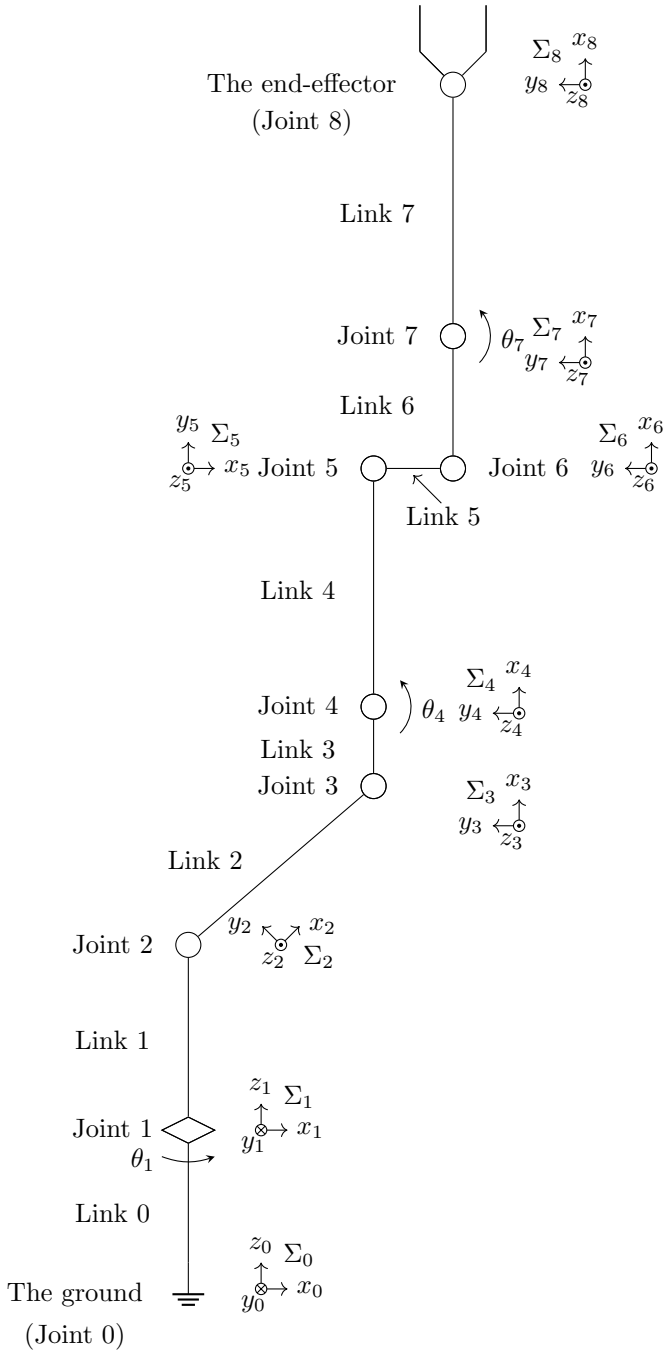 Σ₈ x₈
The end-effector y₈ z₈
(Joint 8)
Link 7
Joint 7 θ₇ Σ₇ x₇
y₇ z₇
Link 6
y₅ Σ₅ Σ₆ x₆
z₅ x₅ Joint 5 Joint 6 y₆ z₆
Link 5
Link 4
Σ₄ x₄
Joint 4 θ₄ y₄ z₄
Link 3
Joint 3 Σ₃ x₃
y₃ z₃
Link 2
y₂ x₂
Joint 2 z₂ Σ₂
Link 1
z₁ Σ₁
Joint 1 y₁ x₁
θ₁
Link 0
z₀ Σ₀
The ground y₀ x₀
(Joint 0)